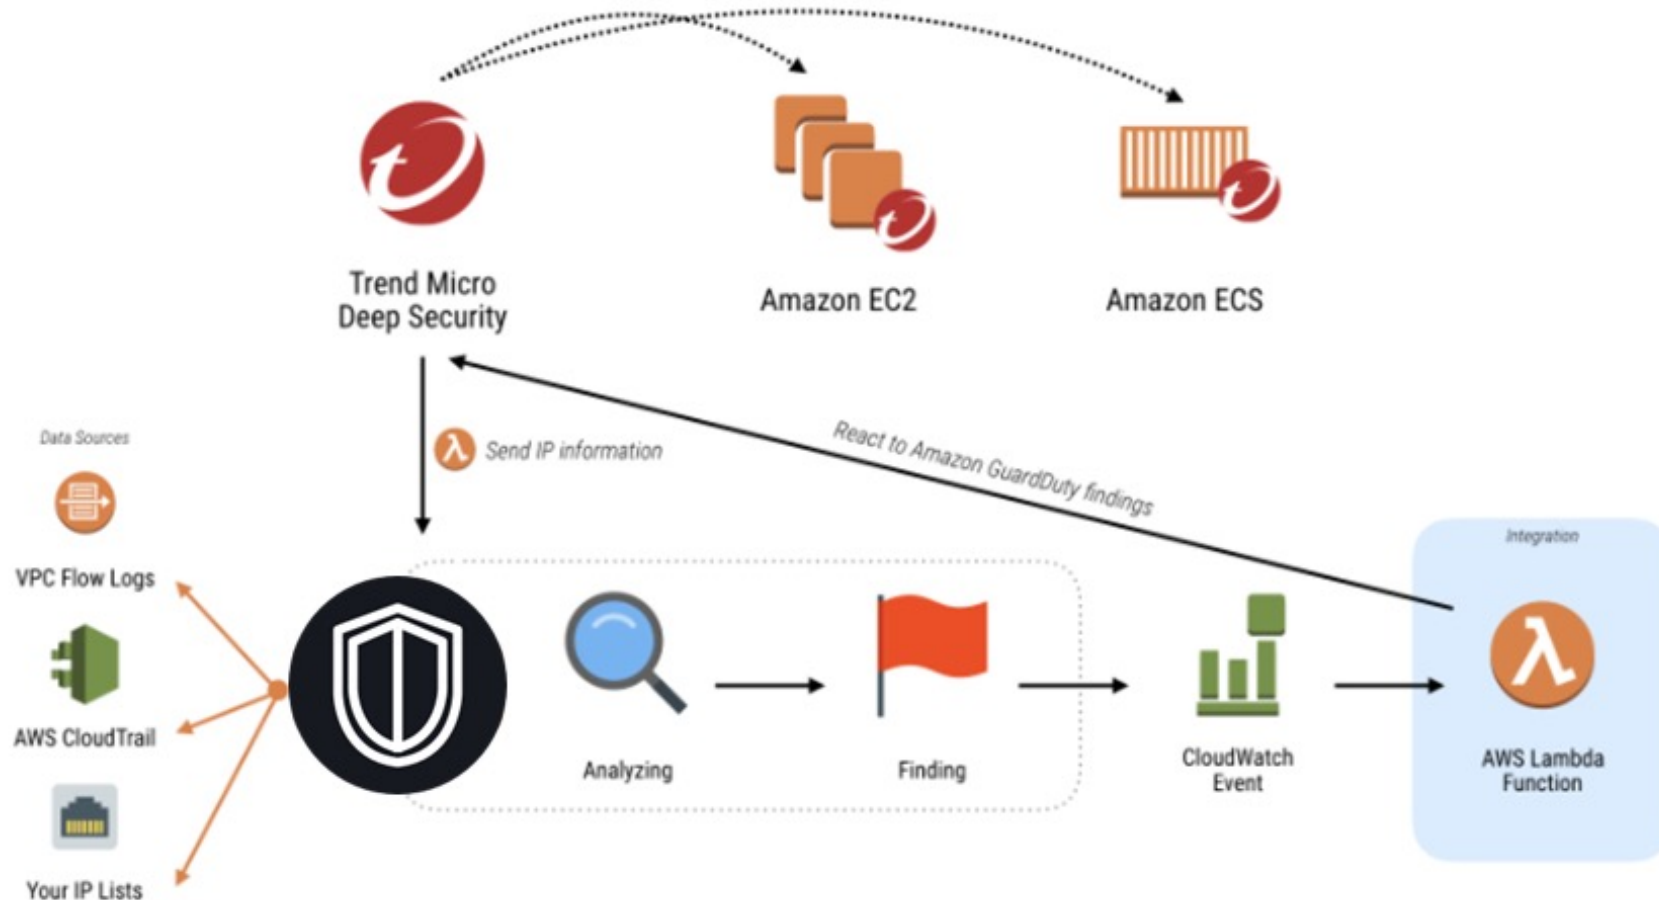 Trend Micro
Deep Security
Amazon EC2
Amazon ECS
Data Sources
Send IP information
React to Amazon GuardDuty findings
VPC Flow Logs
AWS CloudTrail
Your IP Lists
Analyzing
Finding
CloudWatch
Event
Integration
AWS Lambda
Function